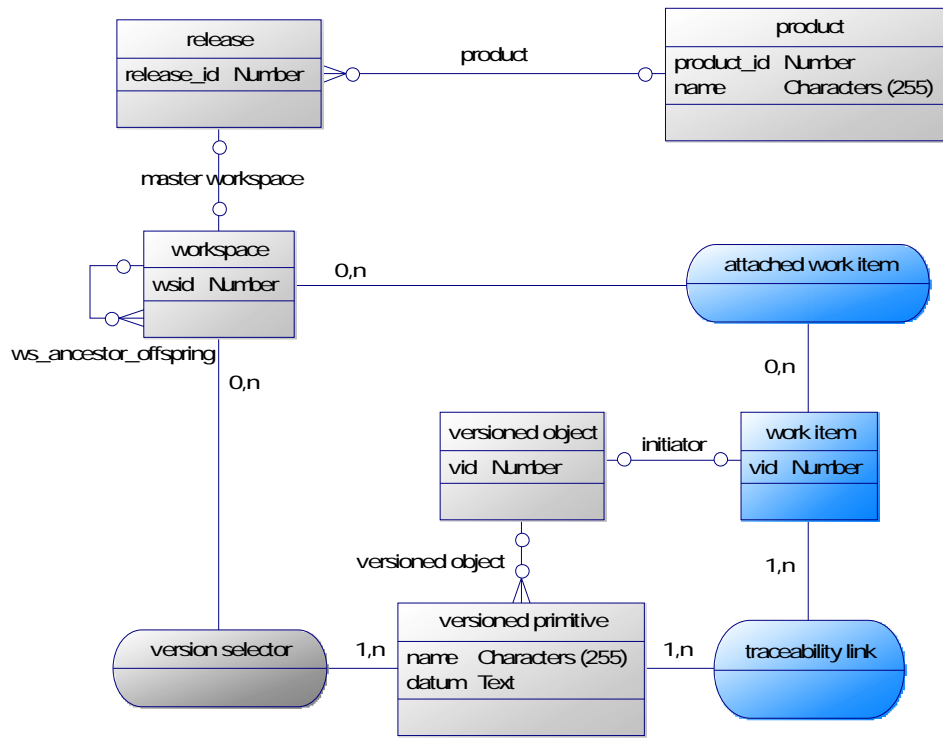 release
release_id Number
product
product
product_id Number
name Characters (255)
master workspace
workspace
wsid Number
ws_ancestor_offspring
0,n
attached work item
0,n
0,n
versioned object
vid Number
initiator
work item
vid Number
versioned object
1,n
versioned primitive
name Characters (255)
datum Text
version selector
1,n
1,n
traceability link